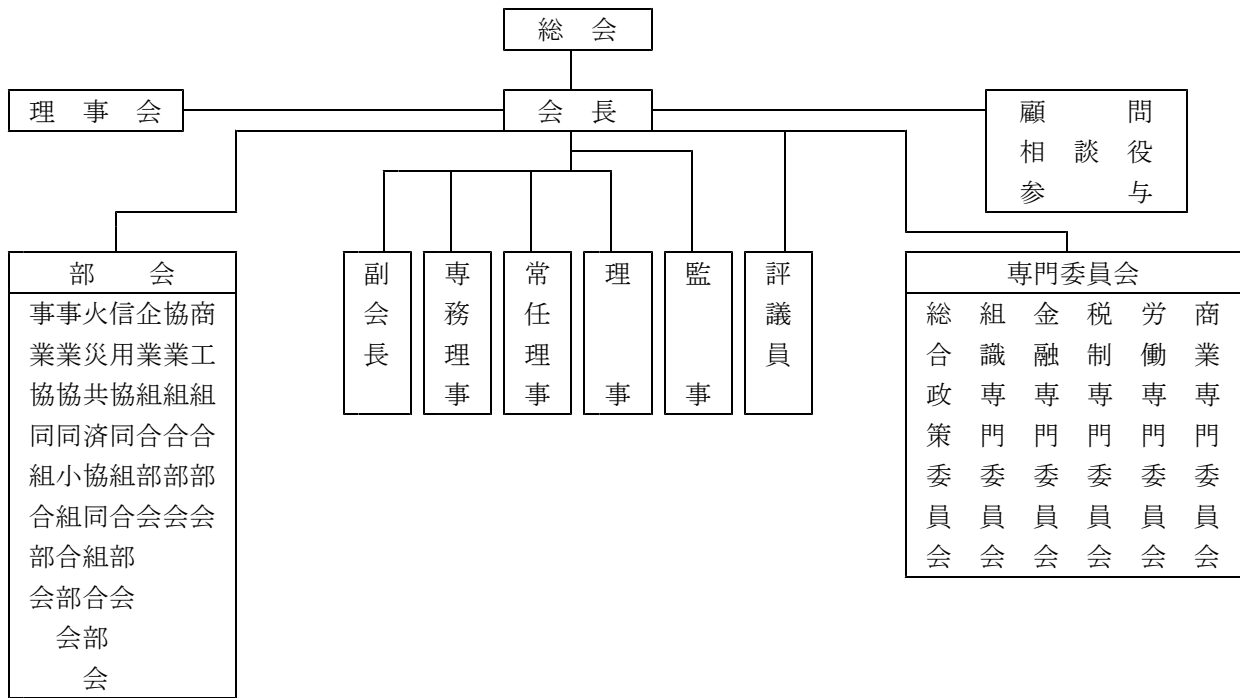 総会
理事会
会長
顧問
相談役
参与
部会
事業協同組合部会
事業協同小組合部会
火災共済協同組合部会
信用協同組合部会
企業組合部会
協業組合部会
商工組合部会
副会長
専務理事
常任理事
理事
監事
評議員
専門委員会
総合政策委員会
組識専門委員会
金融専門委員会
税制専門委員会
労働専門委員会
商業専門委員会